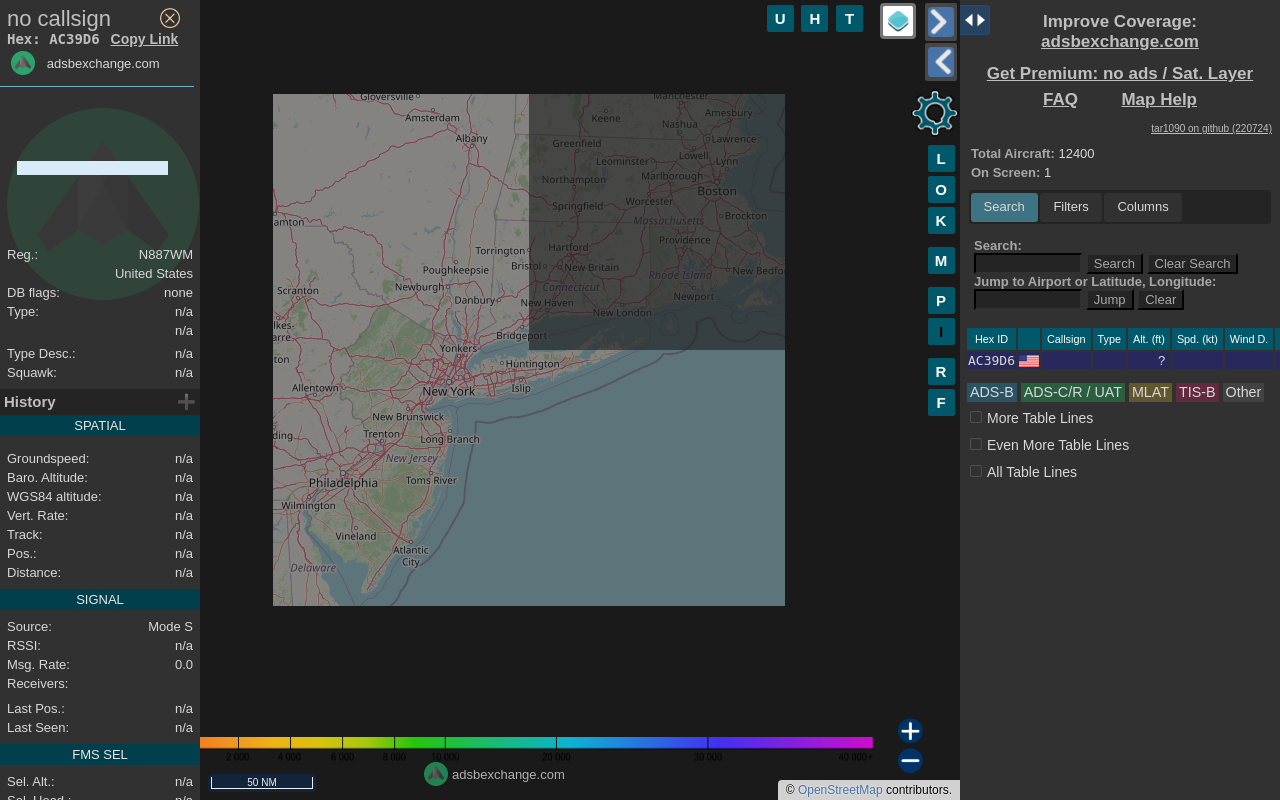 no callsign
Hex: AC39D6 Copy Link
adsbexchange.com
Reg.: N887WM
United States
DB flags: none
Type: n/a
n/a
Type Desc.: n/a
Squawk: n/a
History
SPATIAL
Groundspeed: n/a
Baro. Altitude: n/a
WGS84 altitude: n/a
Vert. Rate: n/a
Track: n/a
Pos.: n/a
Distance: n/a
SIGNAL
Source: Mode S
RSSI: n/a
Msg. Rate: 0.0
Receivers:
Last Pos.: n/a
Last Seen: n/a
FMS SEL
Sel. Alt.: n/a
Sel. Head.: n/a
U H T
L
O
K
M
P
I
R
F
Gloversville
Amsterdam
Albany
Manchester
Keene
Amesbury
Nashua
Lawrence
Greenfield
Lowell
Leominster
Lynn
Northampton
Marlborough
Boston
Worcester
Springfield
Massachusetts
Brockton
amton
Torrington
Hartford
Providence
Bristol
New Britain
Poughkeepsie
Rhode Island
New Bedfo
Scranton
Newburgh
Danbury
Connecticut
New Haven
Newport
New London
lkes-
arre
Bridgeport
Yonkers
ton
Huntington
Allentown
New York
Islip
New Brunswick
ding
Trenton
Long Branch
New Jersey
Philadelphia
Toms River
Wilmington
Vineland
Atlantic
City
Delaware
2 000 4 000 6 000 8 000 10 000 20 000 30 000 40 000+
adsbexchange.com
50 NM
© OpenStreetMap contributors.
Improve Coverage:
adsbexchange.com
Get Premium: no ads / Sat. Layer
FAQ Map Help
tar1090 on github (220724)
Total Aircraft: 12400
On Screen: 1
Search Filters Columns
Search:
Search Clear Search
Jump to Airport or Latitude, Longitude:
Jump Clear
Hex ID Callsign Type Alt. (ft) Spd. (kt) Wind D.
AC39D6 ?
ADS-B ADS-C/R / UAT MLAT TIS-B Other
More Table Lines
Even More Table Lines
All Table Lines